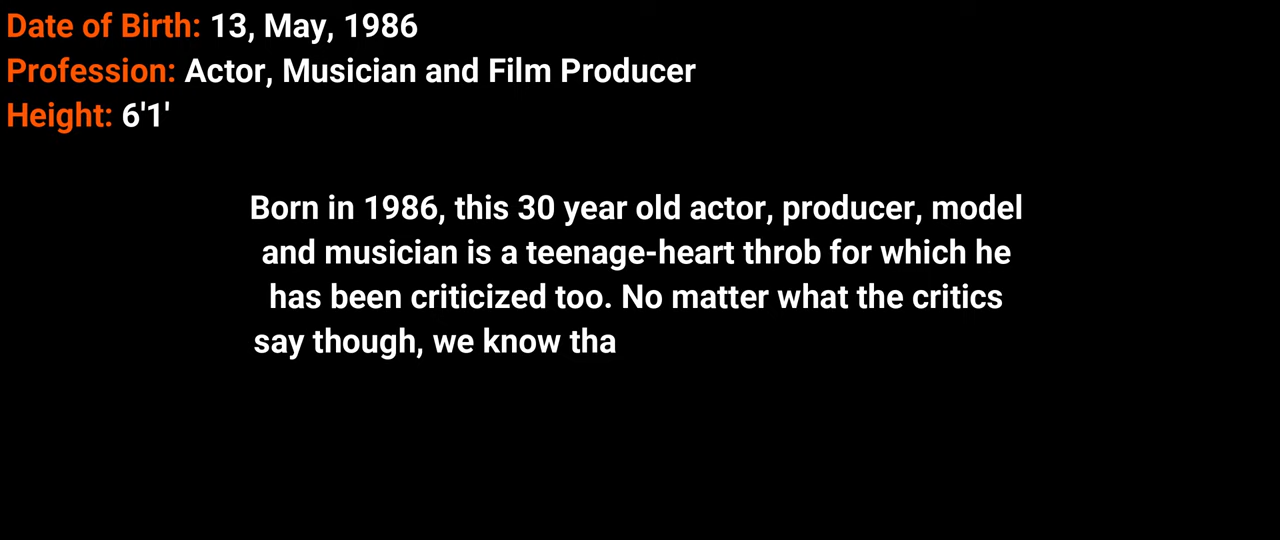 Date of Birth: 13, May, 1986
Profession: Actor, Musician and Film Producer
Height: 6'1'
Born in 1986, this 30 year old actor, producer, model
and musician is a teenage-heart throb for which he
has been criticized too. No matter what the critics
say though, we know tha